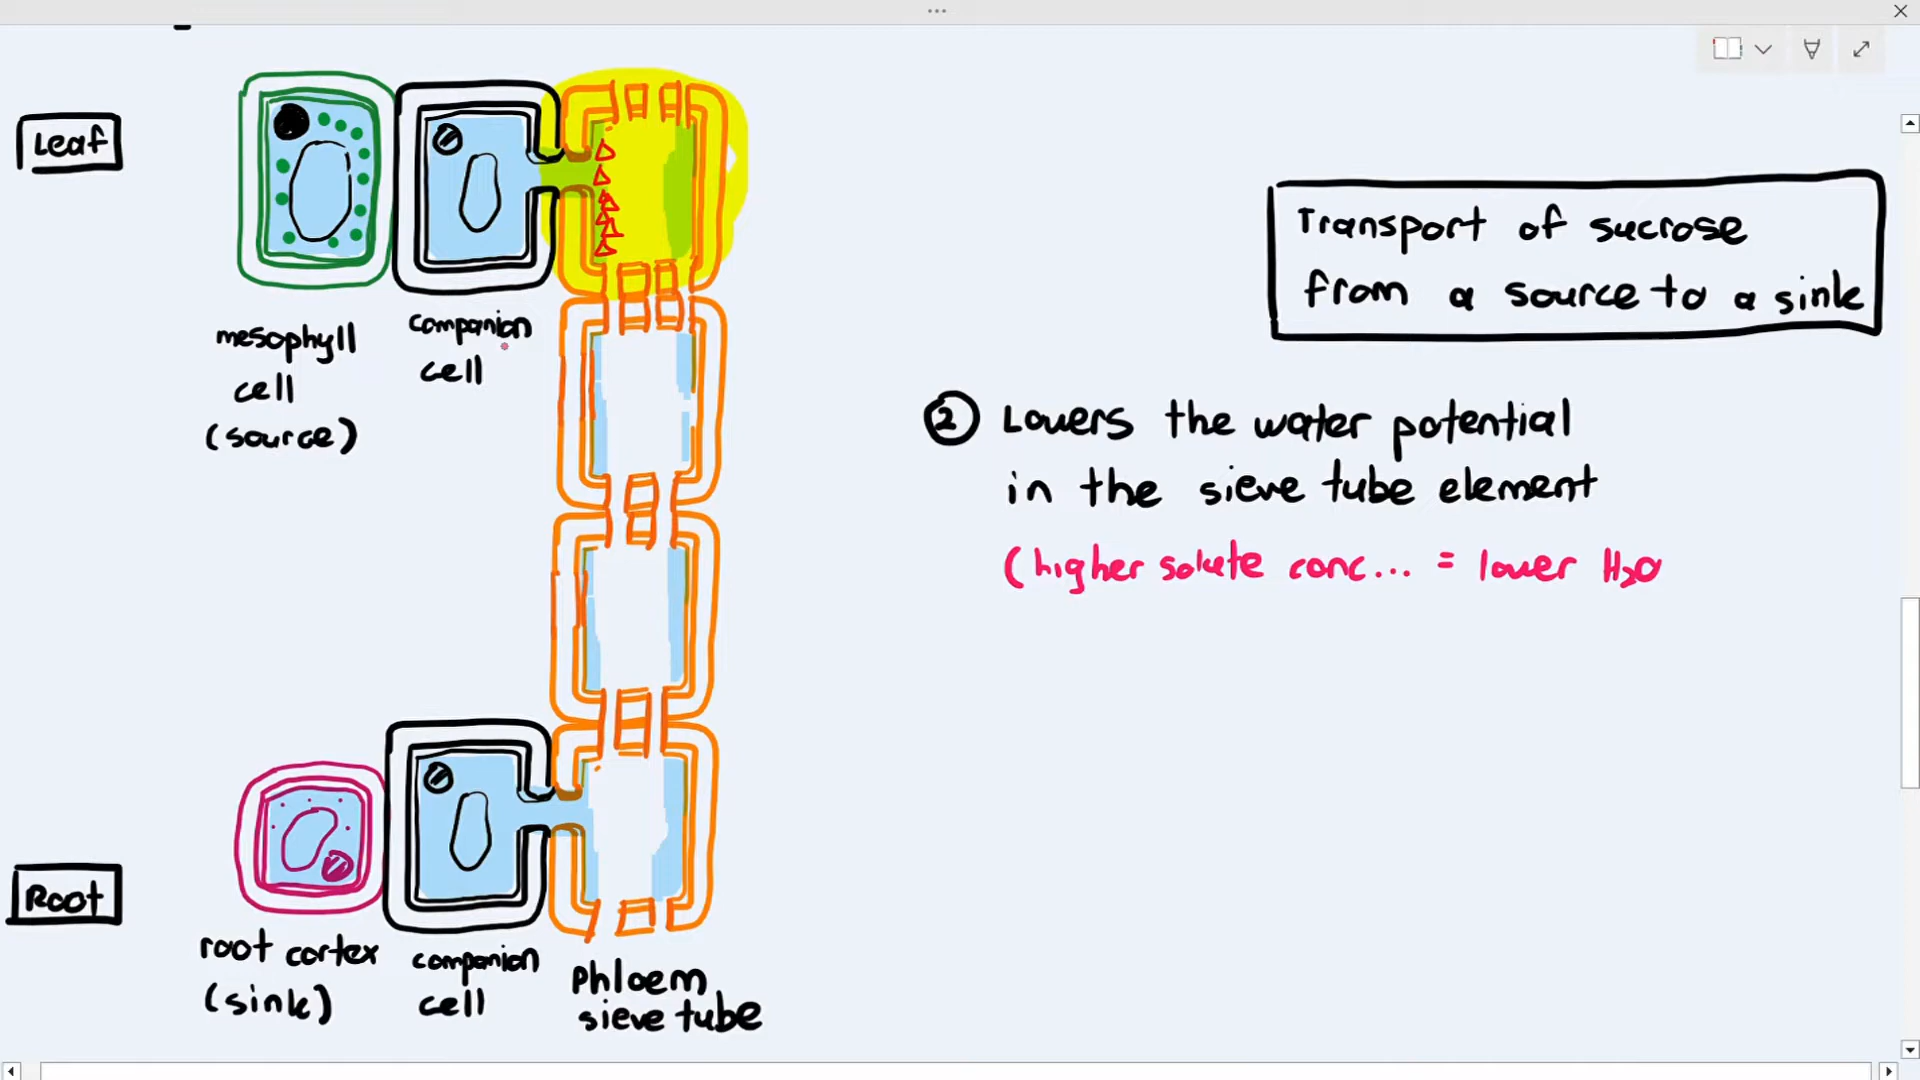 Leaf
mesophyll
cell
(source)
companion
cell
Transport of sucrose
from a source to a sink
② Lowers the water potential
in the sieve tube element
(higher solute conc... = lower H₂O
Root
root cortex
(sink)
companion
cell
Phloem
sieve tube